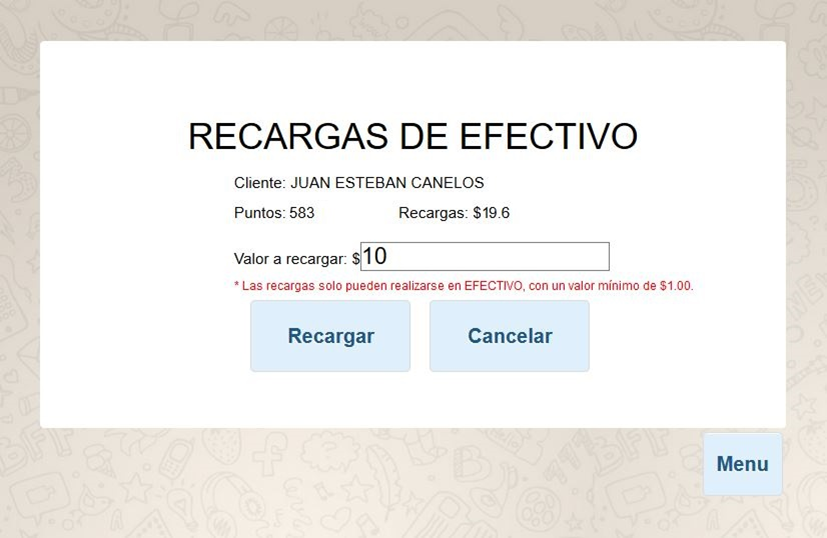 RECARGAS DE EFECTIVO
Cliente: JUAN ESTEBAN CANELOS
Puntos: 583 Recargas: $19.6
Valor a recargar: $10
* Las recargas solo pueden realizarse en EFECTIVO, con un valor mínimo de $1.00.
Recargar Cancelar
Menu